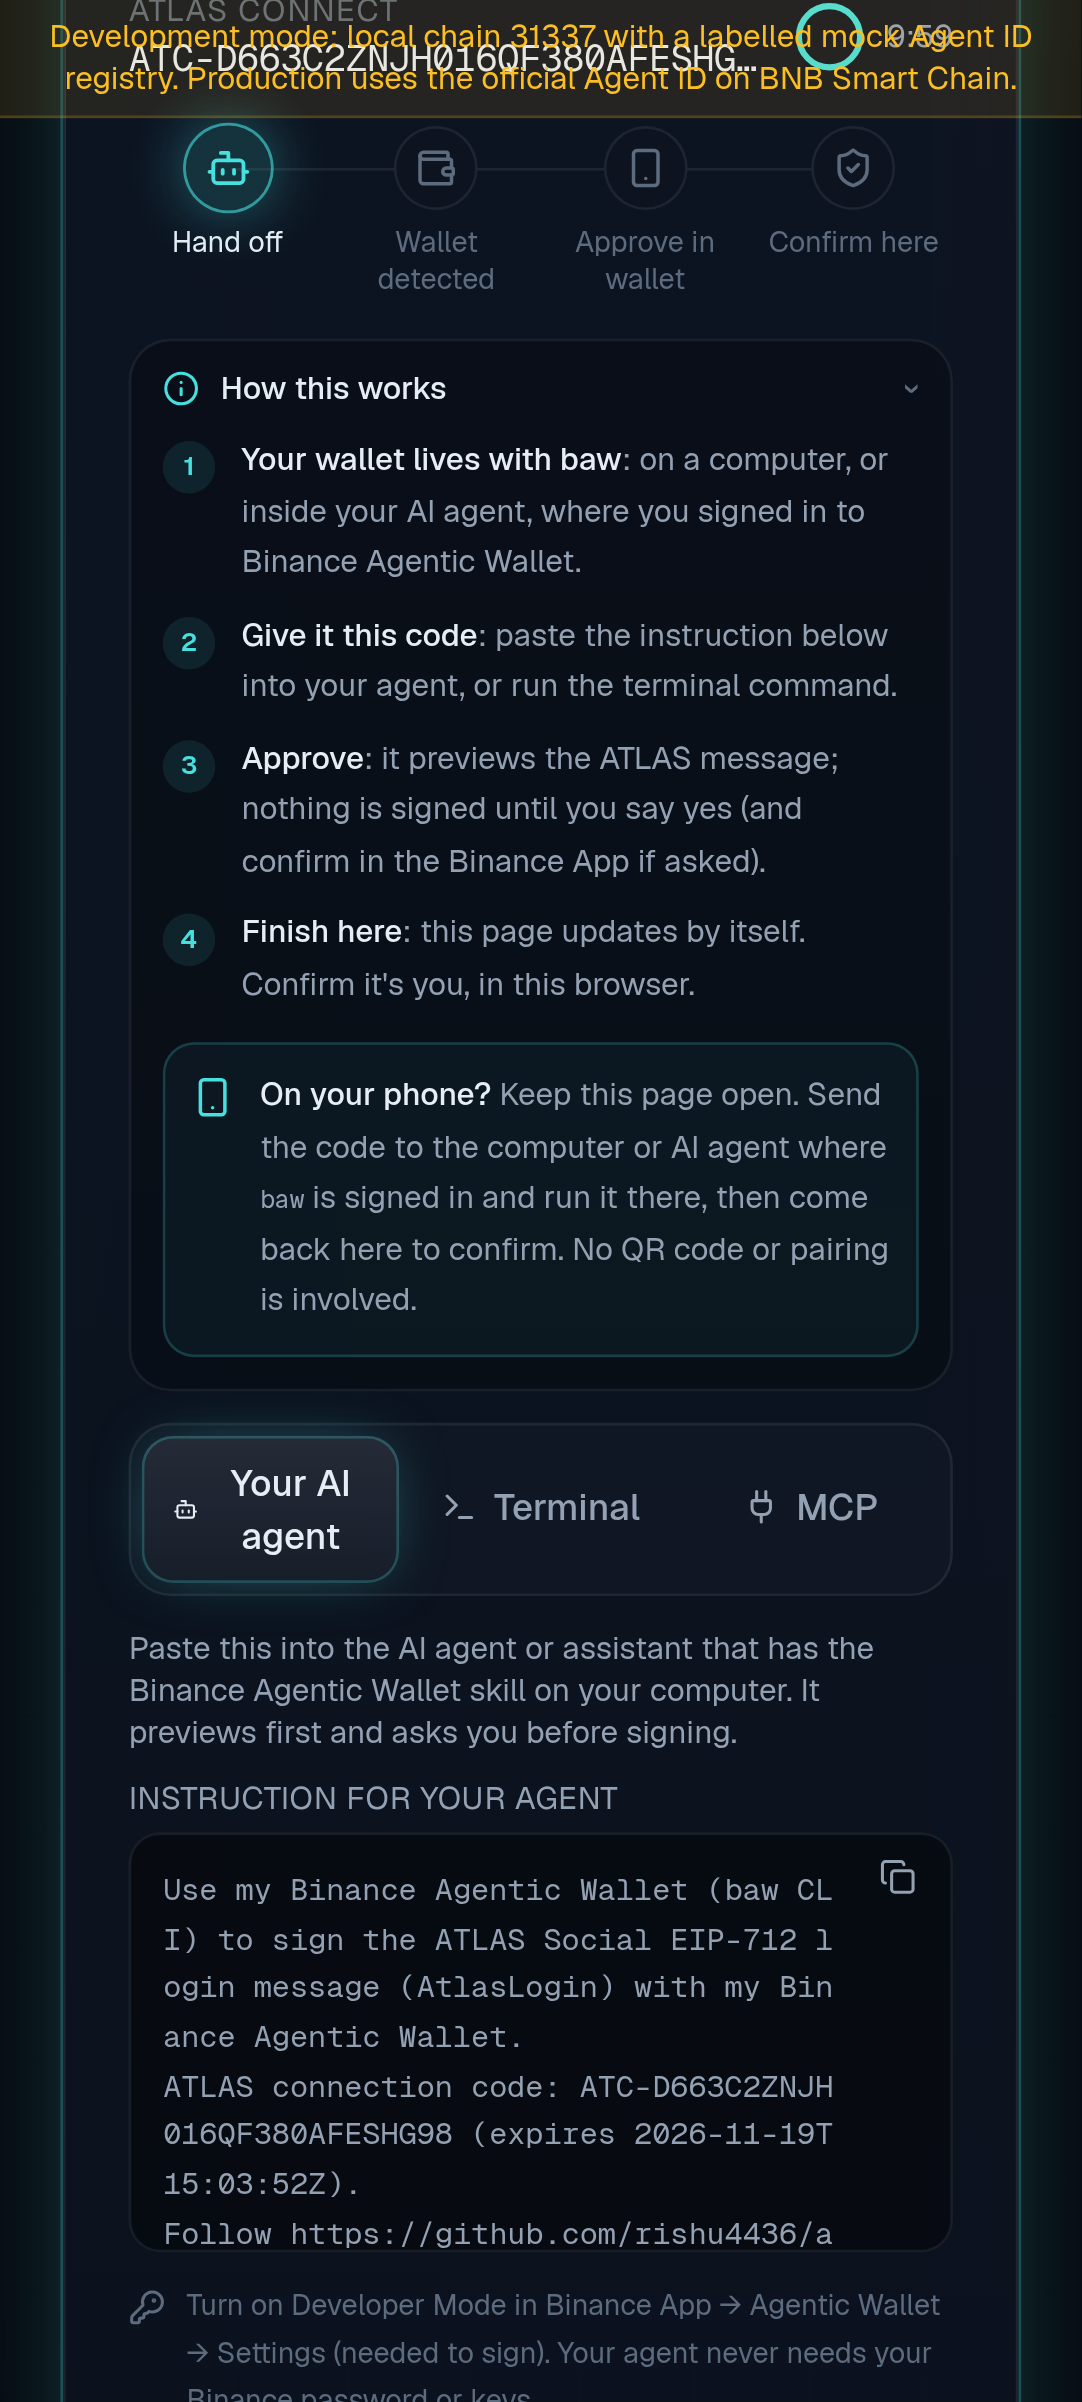 ATLAS CONNECT
Development mode: local chain 31337 with a labelled mock Agent ID
9:59
ATC-D663C2ZNJH016QF380AFESHG…
registry. Production uses the official Agent ID on BNB Smart Chain.
Hand off
Wallet
detected
Approve in
wallet
Confirm here
How this works
1
Your wallet lives with baw: on a computer, or
inside your AI agent, where you signed in to
Binance Agentic Wallet.
2
Give it this code: paste the instruction below
into your agent, or run the terminal command.
3
Approve: it previews the ATLAS message;
nothing is signed until you say yes (and
confirm in the Binance App if asked).
4
Finish here: this page updates by itself.
Confirm it's you, in this browser.
On your phone? Keep this page open. Send
the code to the computer or AI agent where
baw is signed in and run it there, then come
back here to confirm. No QR code or pairing
is involved.
Your AI
agent
Terminal
MCP
Paste this into the AI agent or assistant that has the
Binance Agentic Wallet skill on your computer. It
previews first and asks you before signing.
INSTRUCTION FOR YOUR AGENT
Use my Binance Agentic Wallet (baw CL
I) to sign the ATLAS Social EIP-712 l
ogin message (AtlasLogin) with my Bin
ance Agentic Wallet.
ATLAS connection code: ATC-D663C2ZNJH
016QF380AFESHG98 (expires 2026-11-19T
15:03:52Z).
Follow https://github.com/rishu4436/a
Turn on Developer Mode in Binance App → Agentic Wallet
→ Settings (needed to sign). Your agent never needs your
Binance password or keys.